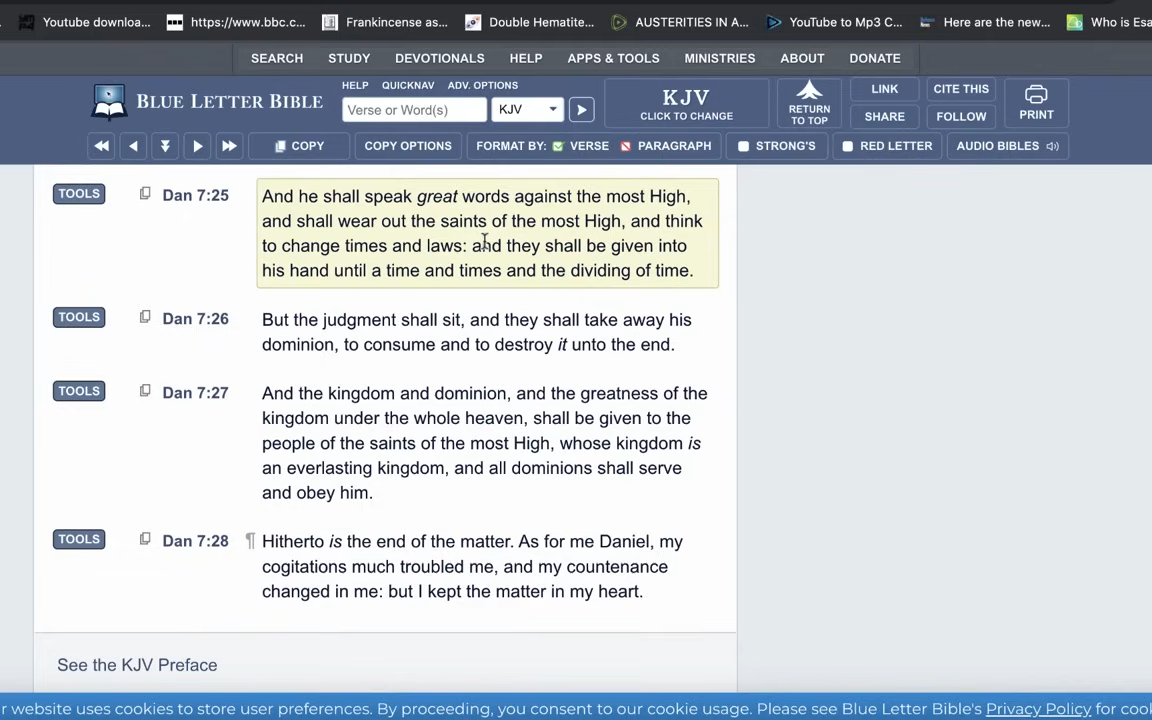 Youtube downloa... https://www.bbc.c... Frankincense as... Double Hematite... AUSTERITIES IN A... YouTube to Mp3 C... Here are the new... Who is Esa
SEARCH STUDY DEVOTIONALS HELP APPS & TOOLS MINISTRIES ABOUT DONATE
BLUE LETTER BIBLE
HELP QUICKNAV ADV. OPTIONS
Verse or Word(s) KJV
KJV
CLICK TO CHANGE
RETURN
TO TOP
LINK CITE THIS
SHARE FOLLOW
PRINT
COPY COPY OPTIONS FORMAT BY: VERSE PARAGRAPH STRONG'S RED LETTER AUDIO BIBLES
TOOLS Dan 7:25 And he shall speak great words against the most High,
and shall wear out the saints of the most High, and think
to change times and laws: and they shall be given into
his hand until a time and times and the dividing of time.
TOOLS Dan 7:26 But the judgment shall sit, and they shall take away his
dominion, to consume and to destroy it unto the end.
TOOLS Dan 7:27 And the kingdom and dominion, and the greatness of the
kingdom under the whole heaven, shall be given to the
people of the saints of the most High, whose kingdom is
an everlasting kingdom, and all dominions shall serve
and obey him.
TOOLS Dan 7:28 ¶ Hitherto is the end of the matter. As for me Daniel, my
cogitations much troubled me, and my countenance
changed in me: but I kept the matter in my heart.
See the KJV Preface
r website uses cookies to store user preferences. By proceeding, you consent to our cookie usage. Please see Blue Letter Bible's Privacy Policy for cook